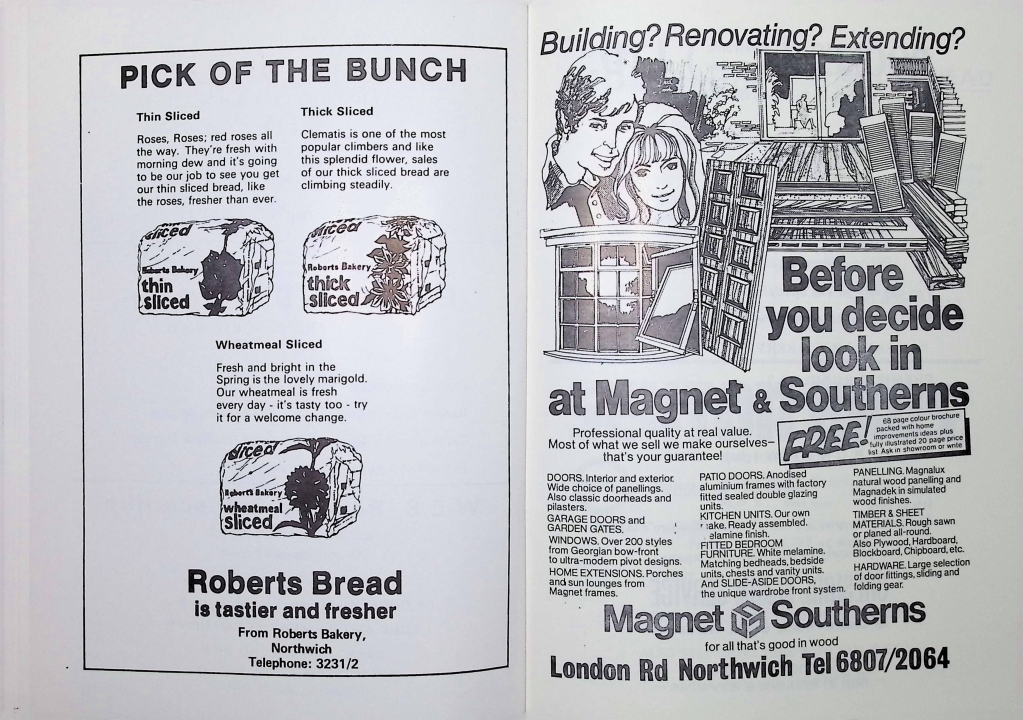 PICK OF THE BUNCH
Thin Sliced
Roses, Roses; red roses all
the way. They're fresh with
morning dew and it's going
to be our job to see you get
our thin sliced bread, like
the roses, fresher than ever.
Thick Sliced
Clematis is one of the most
popular climbers and like
this splendid flower, sales
of our thick sliced bread are
climbing steadily.
sliced
Roberts Bakery
thin
sliced
sliced
Roberts Bakery
thick
sliced
Wheatmeal Sliced
Fresh and bright in the
Spring is the lovely marigold.
Our wheatmeal is fresh
every day - it's tasty too - try
it for a welcome change.
sliced
Roberts Bakery
wheatmeal
sliced
Roberts Bread
is tastier and fresher
From Roberts Bakery,
Northwich
Telephone: 3231/2
Building? Renovating? Extending?
Before
you decide
look in
at Magnet & Southerns
Professional quality at real value.
Most of what we sell we make ourselves–
that's your guarantee!
FREE!
68 page colour brochure
packed with home
improvements ideas plus
fully illustrated 20 page price
list. Ask in showroom or write
DOORS. Interior and exterior.
Wide choice of panellings.
Also classic doorheads and
pilasters.
GARAGE DOORS and
GARDEN GATES.
WINDOWS. Over 200 styles
from Georgian bow-front
to ultra-modern pivot designs.
HOME EXTENSIONS. Porches
and sun lounges from
Magnet frames.
PATIO DOORS. Anodised
aluminium frames with factory
fitted sealed double glazing
units.
KITCHEN UNITS. Our own
make. Ready assembled.
elamine finish.
FITTED BEDROOM
FURNITURE. White melamine.
Matching bedheads, bedside
units, chests and vanity units.
And SLIDE-ASIDE DOORS,
the unique wardrobe front system.
PANELLING. Magnalux
natural wood panelling and
Magnadek in simulated
wood finishes.
TIMBER & SHEET
MATERIALS. Rough sawn
or planed all-round.
Also Plywood, Hardboard,
Blockboard, Chipboard, etc.
HARDWARE. Large selection
of door fittings, sliding and
folding gear.
Magnet Southerns
for all that's good in wood
London Rd Northwich Tel 6807/2064